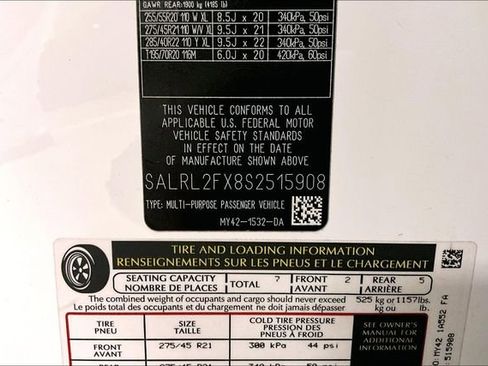 GAWR REAR:1900 kg (4185 lb)
255/55R20 110 W XL 8.5J x 20 340kPa, 50psi
275/45R21 110 W/Y XL 9.5J x 21 340kPa, 50psi
285/40R22 110 Y XL 9.5J x 22 340kPa, 50psi
T195/70R20 116M 6.0J x 20 420kPa, 60psi
THIS VEHICLE CONFORMS TO ALL
APPLICABLE U.S. FEDERAL MOTOR
VEHICLE SAFETY STANDARDS
IN EFFECT ON THE DATE
OF MANUFACTURE SHOWN ABOVE
SALRL2FX8S2515908
TYPE: MULTI-PURPOSE PASSENGER VEHICLE
MY42-1532-DA
TIRE AND LOADING INFORMATION
RENSEIGNEMENTS SUR LES PNEUS ET LE CHARGEMENT
SEATING CAPACITY
NOMBRE DE PLACES
TOTAL 7
FRONT
AVANT 2
REAR
ARRIÈRE 5
The combined weight of occupants and cargo should never exceed 525 kg or 1157lbs.
Le poids total des occupants et du chargement ne doit jamais dépasser kg ou lb.
TIRE
PNEU
SIZE
TAILLE
COLD TIRE PRESSURE
PRESSION DES
PNEUS À FROID
FRONT
AVANT
275/45 R21
300 kPa 44 psi
SEE OWNER'S
MANUAL FOR
ADDITIONAL
INFORMATION
MY42 1A552 FA
515908